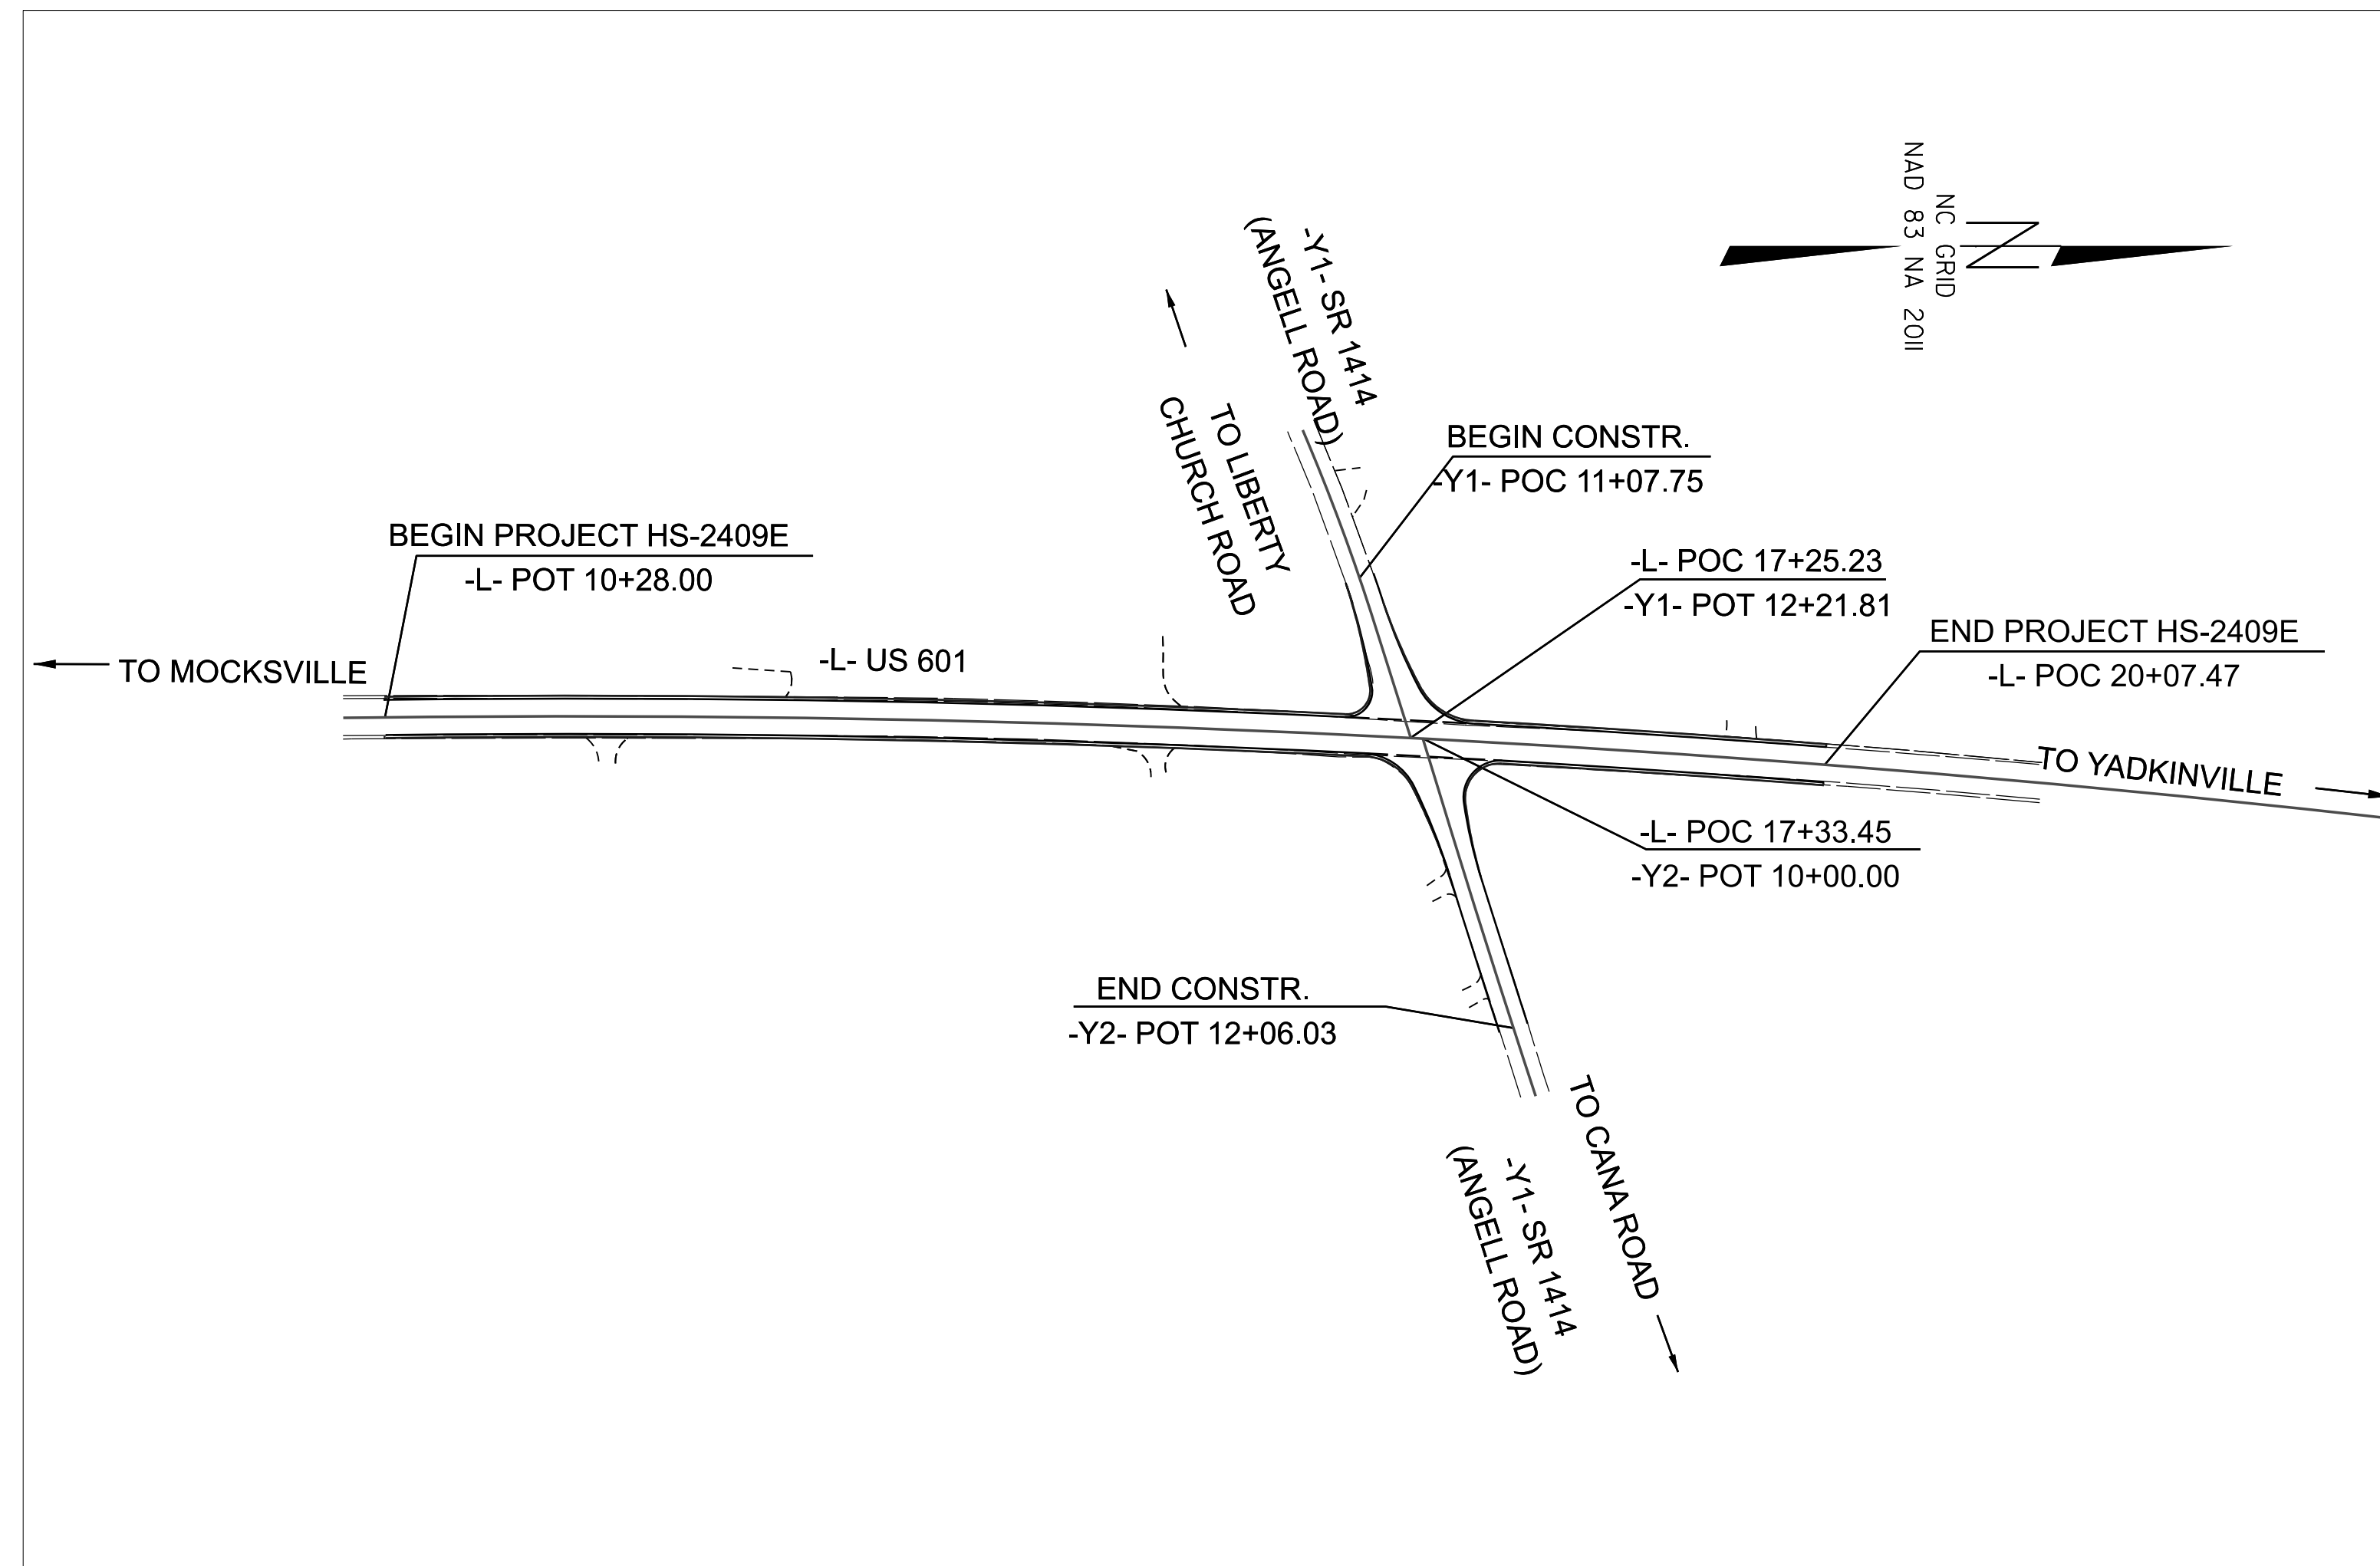 NC GRID
NAD 83 NA 2011
-Y1- SR 1414
(ANGELL ROAD)
TO LIBERTY
CHURCH ROAD
BEGIN CONSTR.
-Y1- POC 11+07.75
BEGIN PROJECT HS-2409E
-L- POT 10+28.00
-L- POC 17+25.23
-Y1- POT 12+21.81
END PROJECT HS-2409E
-L- POC 20+07.47
TO MOCKSVILLE
-L- US 601
TO YADKINVILLE
-L- POC 17+33.45
-Y2- POT 10+00.00
END CONSTR.
-Y2- POT 12+06.03
TO CANA ROAD
-Y1- SR 1414
(ANGELL ROAD)